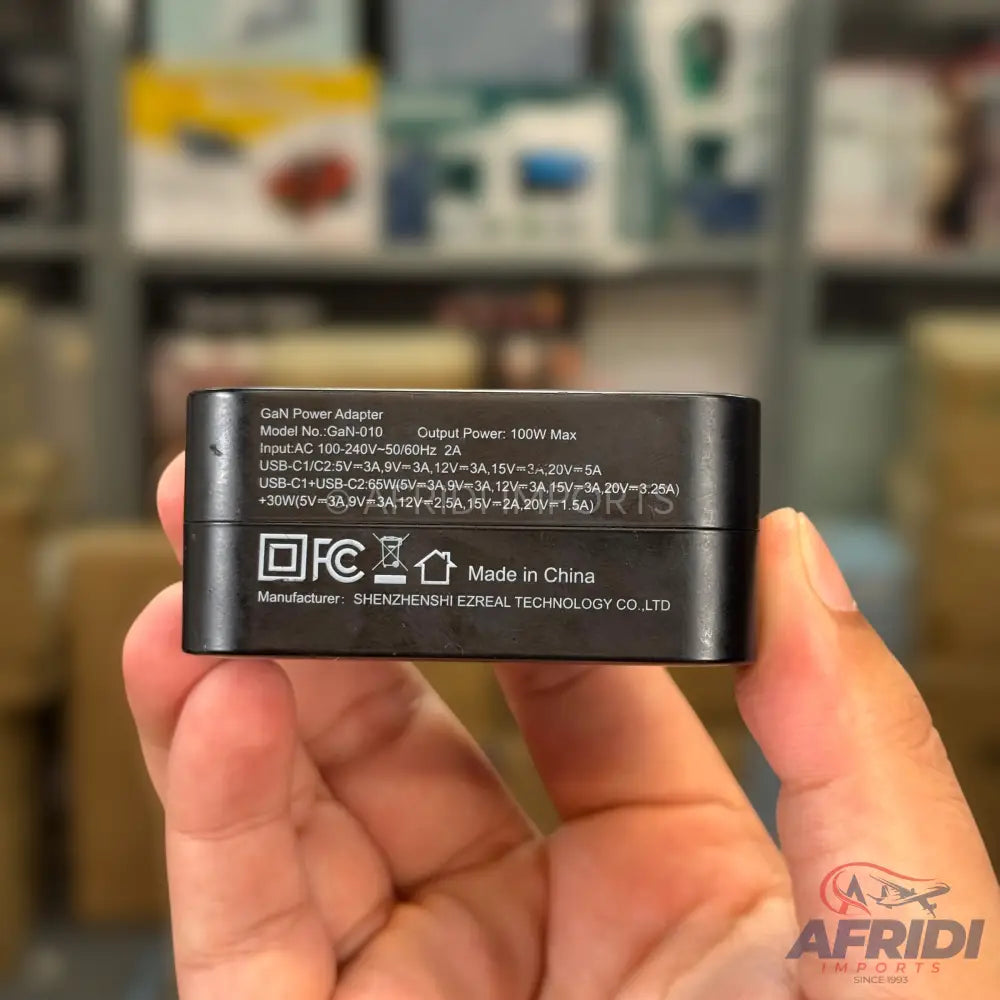 GaN Power Adapter
Model No.:GaN-010 Output Power: 100W Max
Input:AC 100-240V~50/60Hz 2A
USB-C1/C2:5V⎓3A,9V⎓3A,12V⎓3A,15V⎓3A,20V⎓5A
USB-C1+USB-C2:65W(5V⎓3A,9V⎓3A,12V⎓3A,15V⎓3A,20V⎓3.25A)
+30W(5V⎓3A,9V⎓3A,12V⎓2.5A,15V⎓2A,20V⎓1.5A)
© AFRIDI IMPORTS
FC Made in China
Manufacturer: SHENZHENSHI EZREAL TECHNOLOGY CO.,LTD
AFRIDI
IMPORTS
SINCE 1993